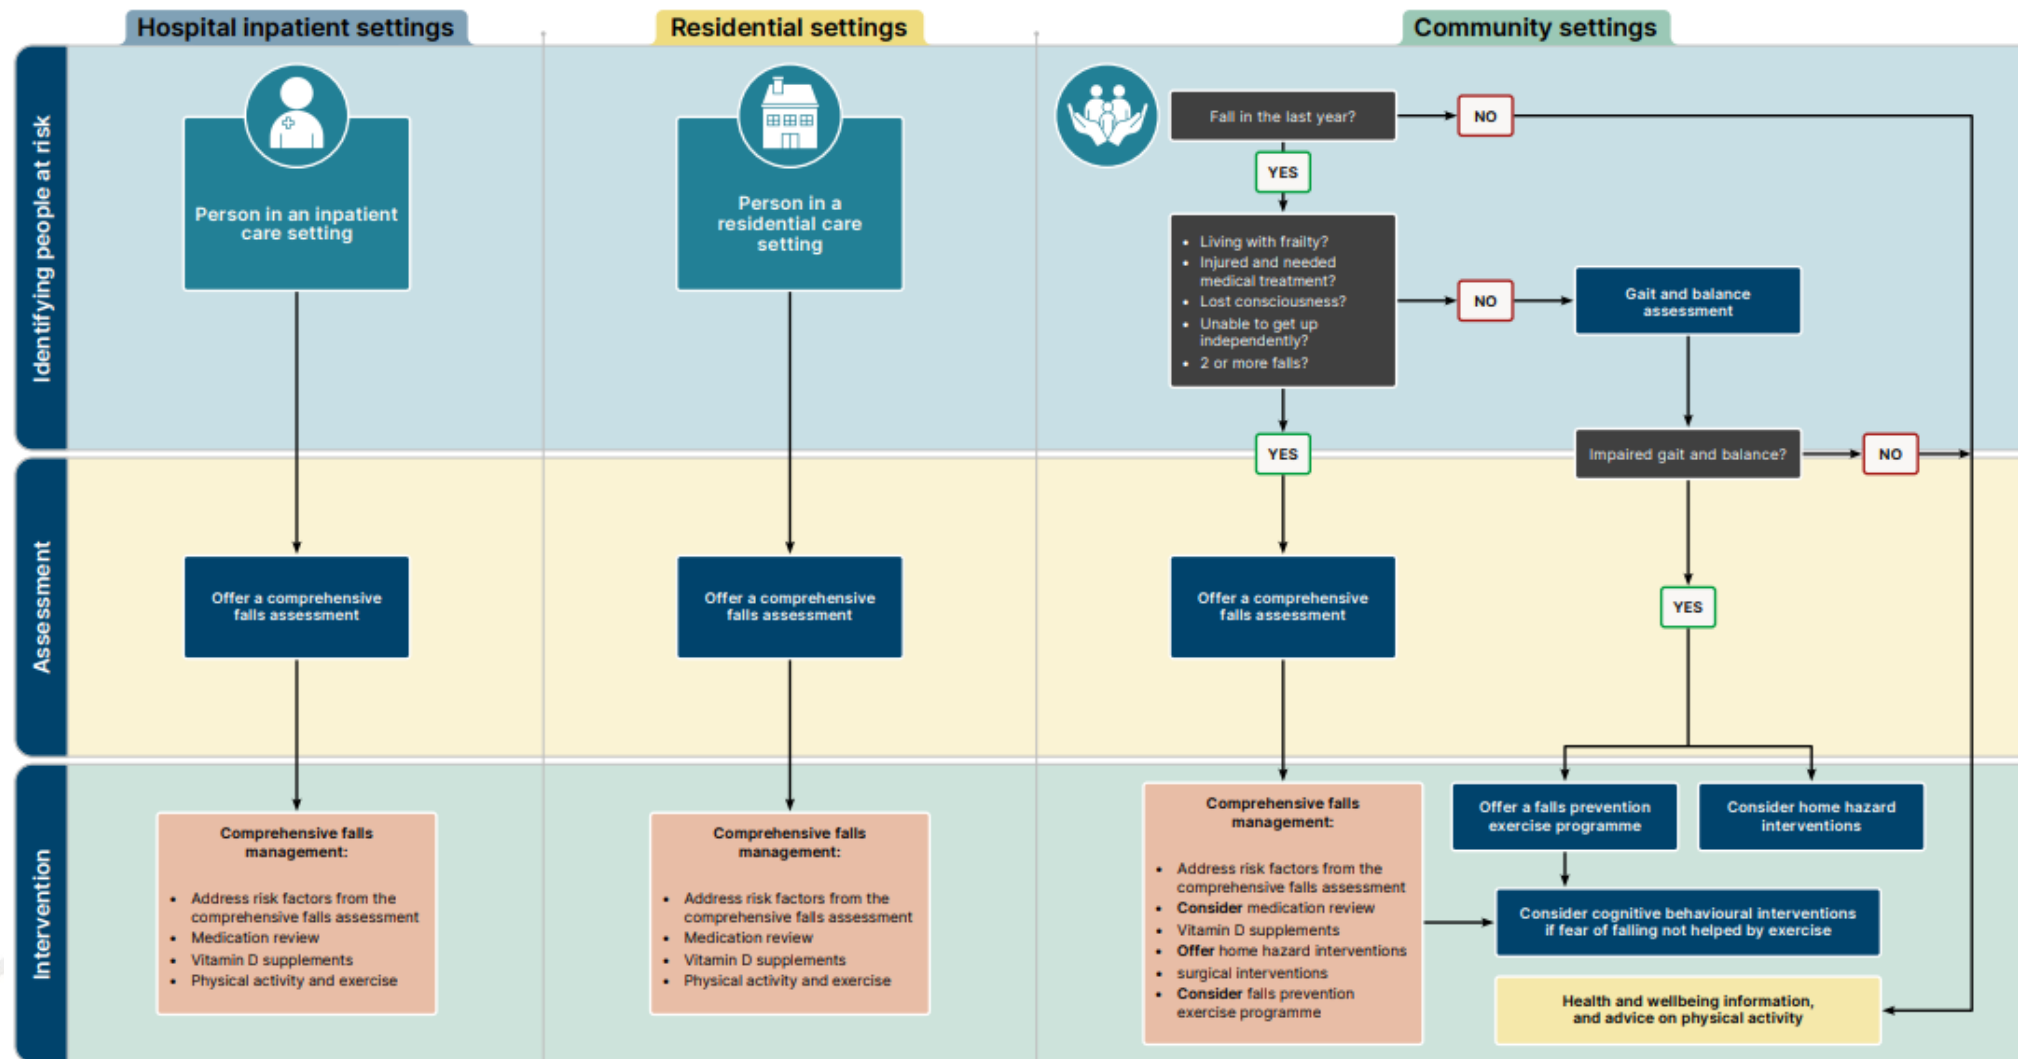 Hospital inpatient settings
Residential settings
Community settings
Identifying people at risk
Person in an inpatient
care setting
Person in a
residential care
setting
Fall in the last year?
NO
YES
• Living with frailty?
• Injured and needed
medical treatment?
• Lost consciousness?
• Unable to get up
independently?
• 2 or more falls?
NO
Gait and balance
assessment
YES
Impaired gait and balance?
NO
Assessment
Offer a comprehensive
falls assessment
Offer a comprehensive
falls assessment
Offer a comprehensive
falls assessment
YES
Intervention
Comprehensive falls
management:
• Address risk factors from the
comprehensive falls assessment
• Medication review
• Vitamin D supplements
• Physical activity and exercise
Comprehensive falls
management:
• Address risk factors from the
comprehensive falls assessment
• Medication review
• Vitamin D supplements
• Physical activity and exercise
Comprehensive falls
management:
• Address risk factors from the
comprehensive falls assessment
• Consider medication review
• Vitamin D supplements
• Offer home hazard interventions
• surgical interventions
• Consider falls prevention
exercise programme
Offer a falls prevention
exercise programme
Consider home hazard
interventions
Consider cognitive behavioural interventions
if fear of falling not helped by exercise
Health and wellbeing information,
and advice on physical activity